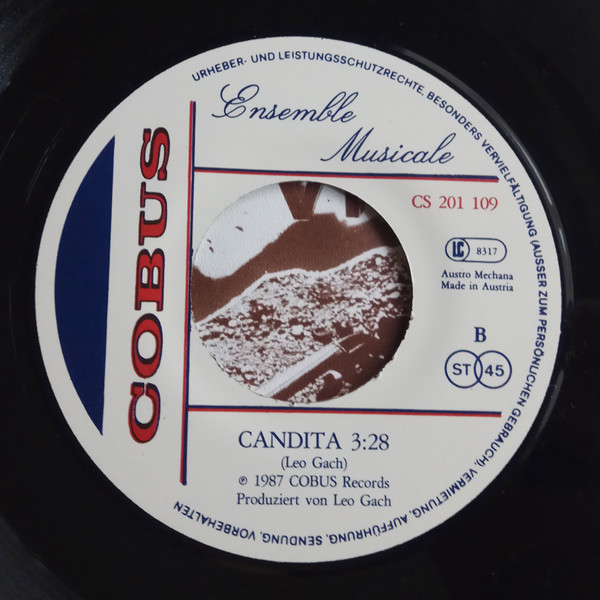 URHEBER- UND LEISTUNGSSCHUTZRECHTE, BESONDERS VERVIELFÄLTIGUNG (AUSSER ZUM PERSÖNLICHEN GEBRAUCH), VERMIETUNG, AUFFÜHRUNG, SENDUNG, VORBEHALTEN
Ensemble
Musicale
COBUS
CS 201 109
LC 8317
Austro Mechana
Made in Austria
B
ST 45
CANDITA 3:28
(Leo Gach)
℗ 1987 COBUS Records
Produziert von Leo Gach